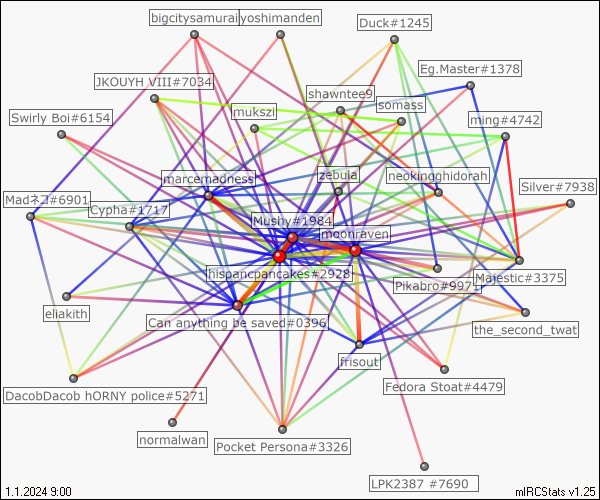 bigcitysamurai
yoshimanden
Duck#1245
Eg.Master#1378
JKOUYH VIII#7034
shawntee9
somass
mukszl
Swirly Boi#6154
ming#4742
marcemadness
zebula
neokingghidorah
Silver#7938
Madネコ#6901
Cypha#1717
Mushy#1984
moonraven
hispancpancakes#2928
Majestic#3375
Pikabro#9971
eliakith
Can anything be saved#0396
the_second_twat
frisout
DacobDacob hORNY police#5271
Fedora Stoat#4479
normalwan
Pocket Persona#3326
LPK2387 #7690
1.1.2024 9:00
mIRCStats v1.25